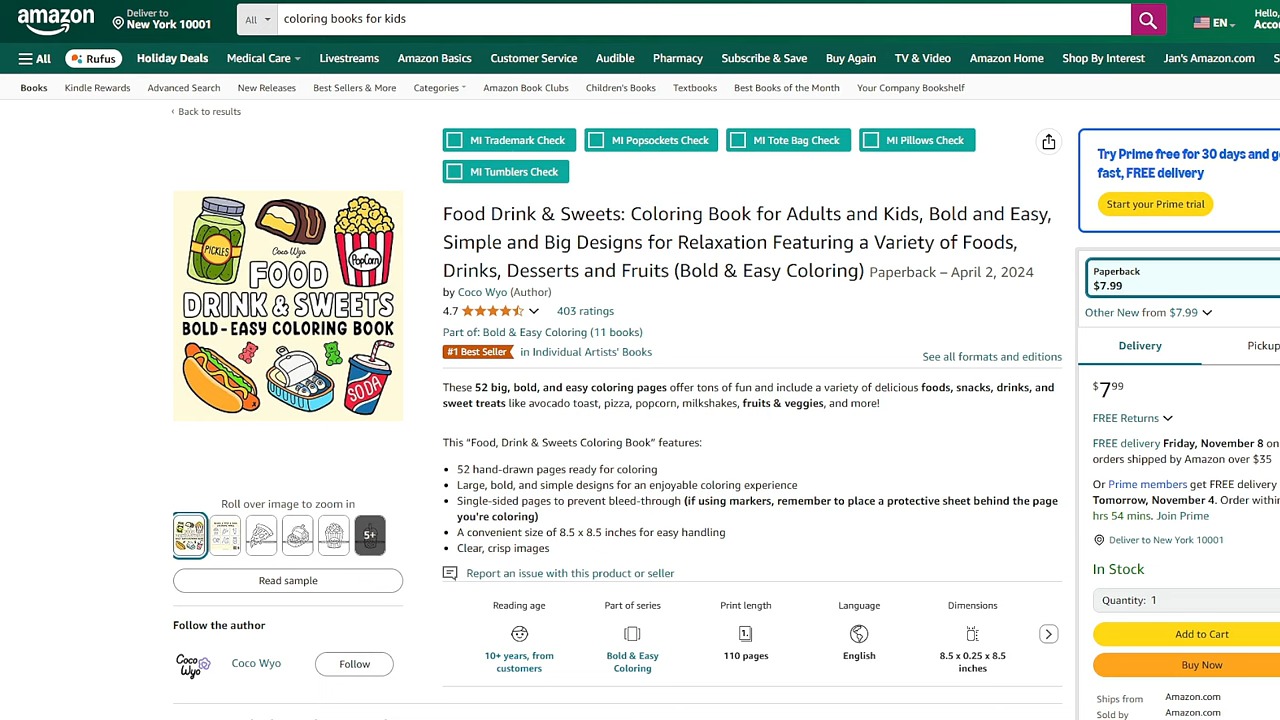 amazon
Deliver to
New York 10001
All
coloring books for kids
EN
Hello,
Acco
All
Rufus
Holiday Deals
Medical Care
Livestreams
Amazon Basics
Customer Service
Audible
Pharmacy
Subscribe & Save
Buy Again
TV & Video
Amazon Home
Shop By Interest
Jan's Amazon.com
S
Books
Kindle Rewards
Advanced Search
New Releases
Best Sellers & More
Categories
Amazon Book Clubs
Children's Books
Textbooks
Best Books of the Month
Your Company Bookshelf
‹ Back to results
MI Trademark Check
MI Popsockets Check
MI Tote Bag Check
MI Pillows Check
MI Tumblers Check
PICKLES
PopCorn
Coco Wyo
FOOD
DRINK & SWEETS
BOLD-EASY COLORING BOOK
SODA
Roll over image to zoom in
5+
Read sample
Follow the author
Coco Wyo
Coco Wyo
Follow
Food Drink & Sweets: Coloring Book for Adults and Kids, Bold and Easy,
Simple and Big Designs for Relaxation Featuring a Variety of Foods,
Drinks, Desserts and Fruits (Bold & Easy Coloring) Paperback – April 2, 2024
by Coco Wyo (Author)
4.7 403 ratings
Part of: Bold & Easy Coloring (11 books)
#1 Best Seller in Individual Artists' Books
See all formats and editions
These 52 big, bold, and easy coloring pages offer tons of fun and include a variety of delicious foods, snacks, drinks, and
sweet treats like avocado toast, pizza, popcorn, milkshakes, fruits & veggies, and more!
This “Food, Drink & Sweets Coloring Book” features:
• 52 hand-drawn pages ready for coloring
• Large, bold, and simple designs for an enjoyable coloring experience
• Single-sided pages to prevent bleed-through (if using markers, remember to place a protective sheet behind the page
you're coloring)
• A convenient size of 8.5 x 8.5 inches for easy handling
• Clear, crisp images
Report an issue with this product or seller
Reading age
10+ years, from
customers
Part of series
Bold & Easy
Coloring
Print length
1.
110 pages
Language
English
Dimensions
8.5 x 0.25 x 8.5
inches
Try Prime free for 30 days and g
fast, FREE delivery
Start your Prime trial
Paperback
$7.99
Other New from $7.99
Delivery
Pickup
$7.99
FREE Returns
FREE delivery Friday, November 8 on
orders shipped by Amazon over $35
Or Prime members get FREE delivery
Tomorrow, November 4. Order within
hrs 54 mins. Join Prime
Deliver to New York 10001
In Stock
Quantity: 1
Add to Cart
Buy Now
Ships from Amazon.com
Sold by Amazon.com